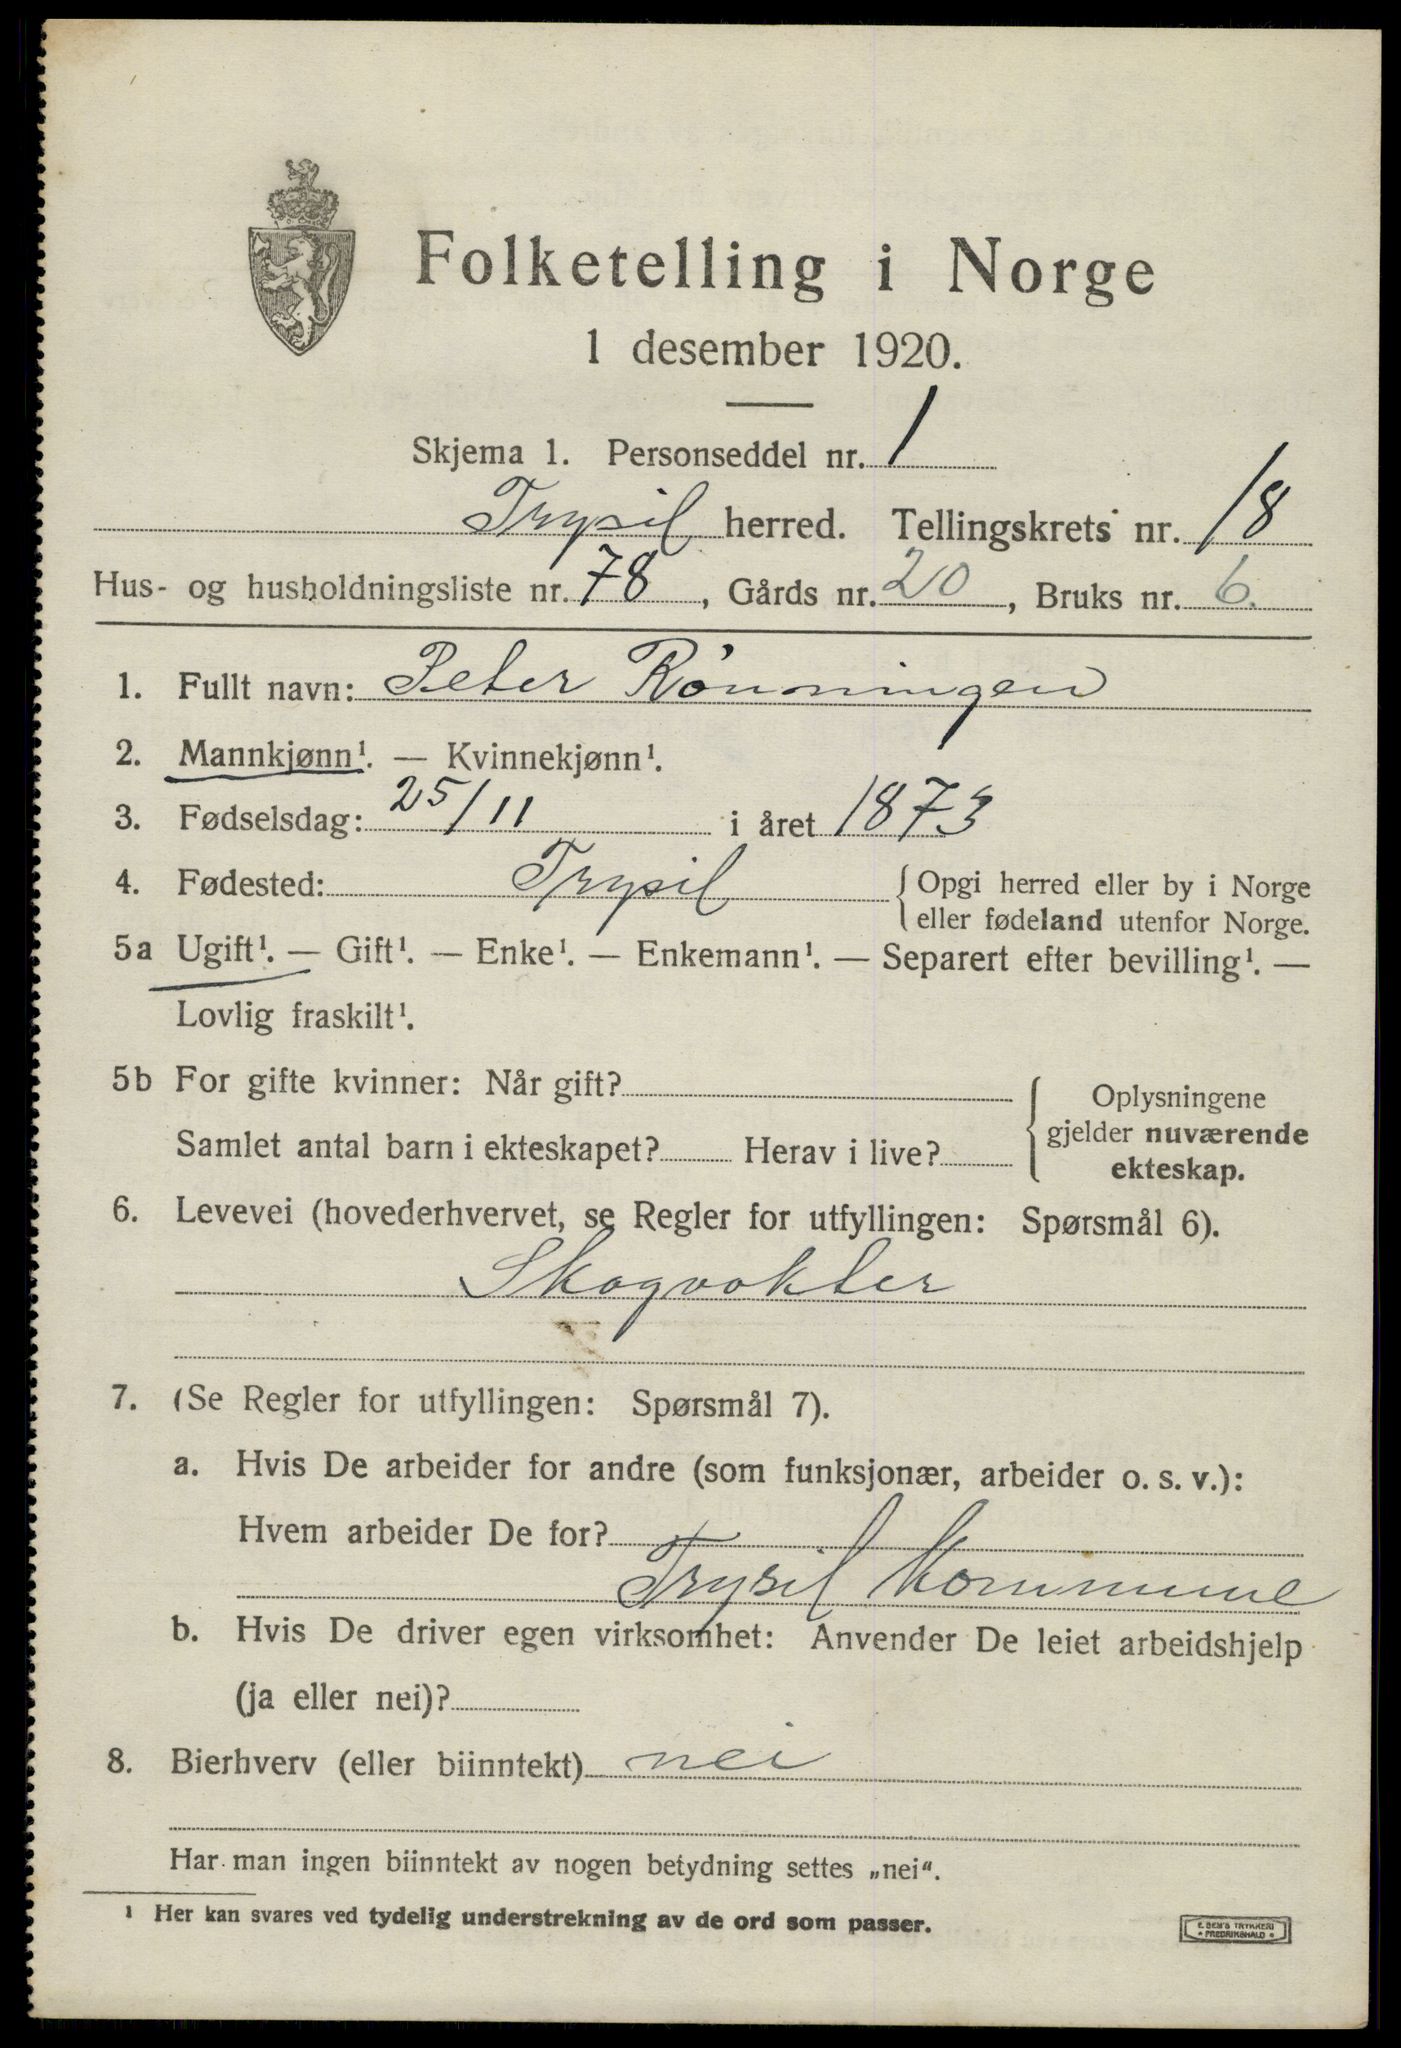 Folketelling i Norge
1 desember 1920.
Skjema 1. Personseddel nr. 1
Trysil herred. Tellingskrets nr. 18
Hus- og husholdningsliste nr. 78, Gårds nr. 20, Bruks nr. 6.
1. Fullt navn: Peter Rønningen
2. Mannkjønn¹. — Kvinnekjønn¹.
3. Fødselsdag: 25/11 i året 1873
4. Fødested: Trysil { Opgi herred eller by i Norge
eller fødeland utenfor Norge.
5a Ugift¹. — Gift¹. — Enke¹. — Enkemann¹. — Separert efter bevilling¹. —
Lovlig fraskilt¹.
5b For gifte kvinner: Når gift?
Samlet antal barn i ekteskapet? Herav i live?
{ Oplysningene
gjelder nuværende
ekteskap.
6. Levevei (hovederhvervet, se Regler for utfyllingen: Spørsmål 6).
Skogvokter
7. (Se Regler for utfyllingen: Spørsmål 7).
a. Hvis De arbeider for andre (som funksjonær, arbeider o. s. v.):
Hvem arbeider De for?
Trysil Kommune
b. Hvis De driver egen virksomhet: Anvender De leiet arbeidshjelp
(ja eller nei)?
8. Bierhverv (eller biinntekt) nei
Har man ingen biinntekt av nogen betydning settes „nei“.
¹ Her kan svares ved tydelig understrekning av de ord som passer.
E. SEM'S TRYKKERI
* FREDRIKSHALD *